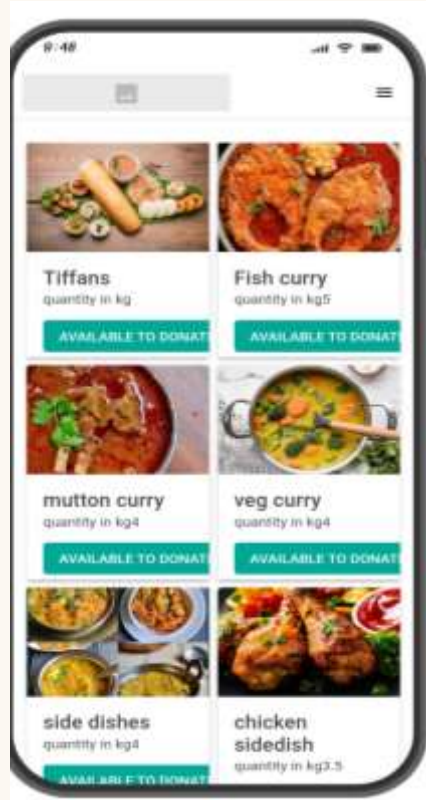 9:48
Tiffans
quantity in kg
AVAILABLE TO DONAT
Fish curry
quantity in kg5
AVAILABLE TO DONAT
mutton curry
quantity in kg4
AVAILABLE TO DONAT
veg curry
quantity in kg4
AVAILABLE TO DONAT
side dishes
quantity in kg4
AVAILABLE TO DONAT
chicken
sidedish
quantity in kg3.5